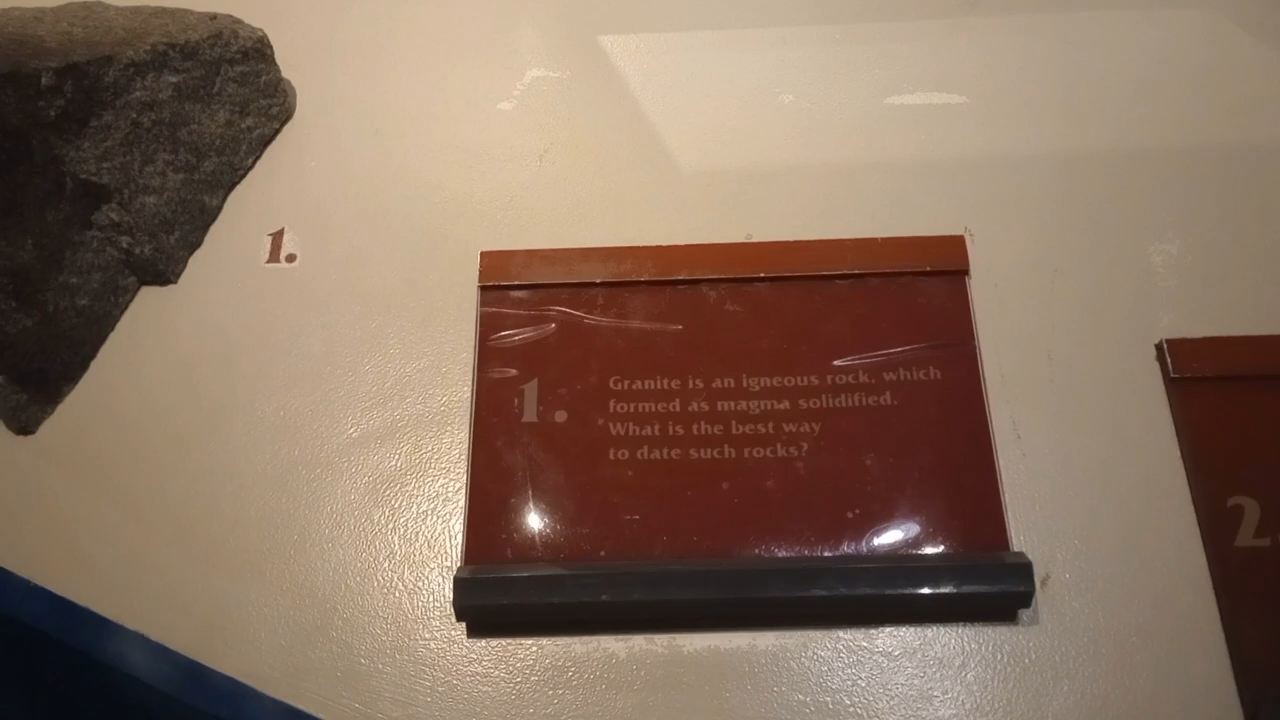 1.
1.
Granite is an igneous rock, which
formed as magma solidified.
What is the best way
to date such rocks?
2